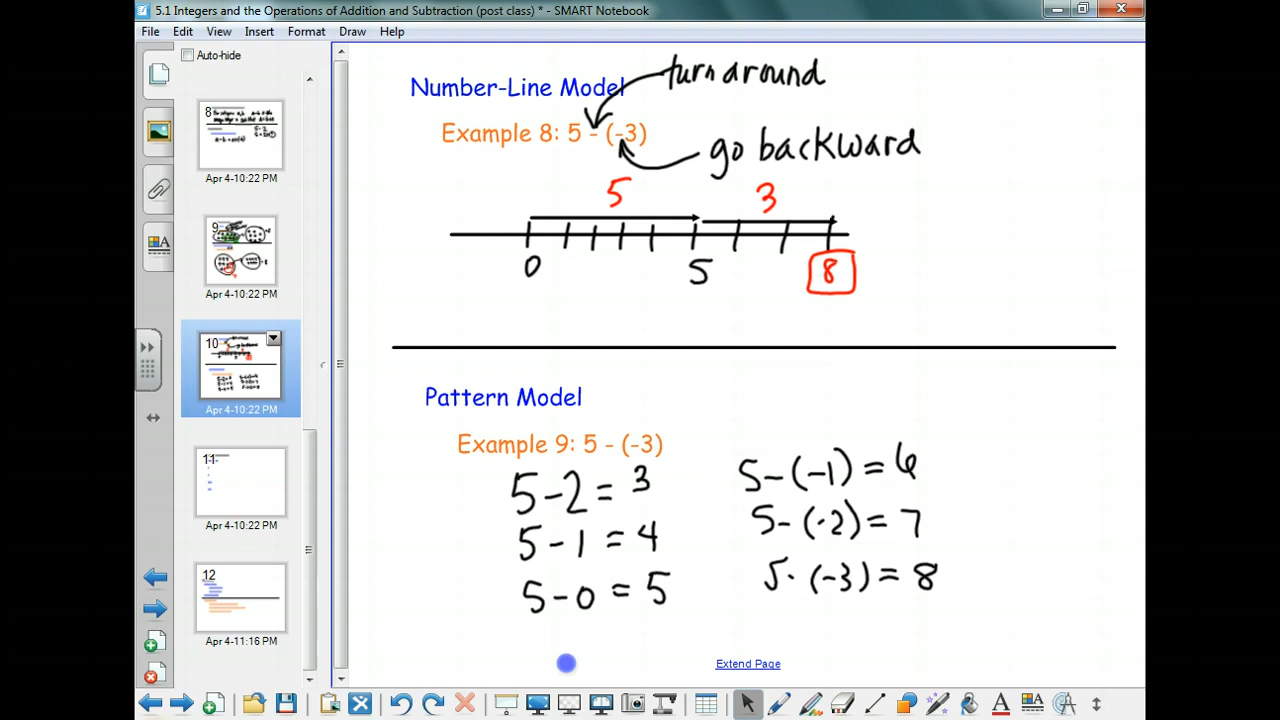 5.1 Integers and the Operations of Addition and Subtraction (post class) * - SMART Notebook
File Edit View Insert Format Draw Help
Auto-hide
8
Apr 4-10:22 PM
9
Apr 4-10:22 PM
10
Apr 4-10:22 PM
11
Apr 4-10:22 PM
12
Apr 4-11:16 PM
turn around
Number-Line Model
Example 8: 5 - (-3)
go backward
5 3
0 5 8
Pattern Model
Example 9: 5 - (-3)
5-2 = 3
5-1 = 4
5-0 = 5
5-(-1) = 6
5-(-2) = 7
5-(-3) = 8
Extend Page